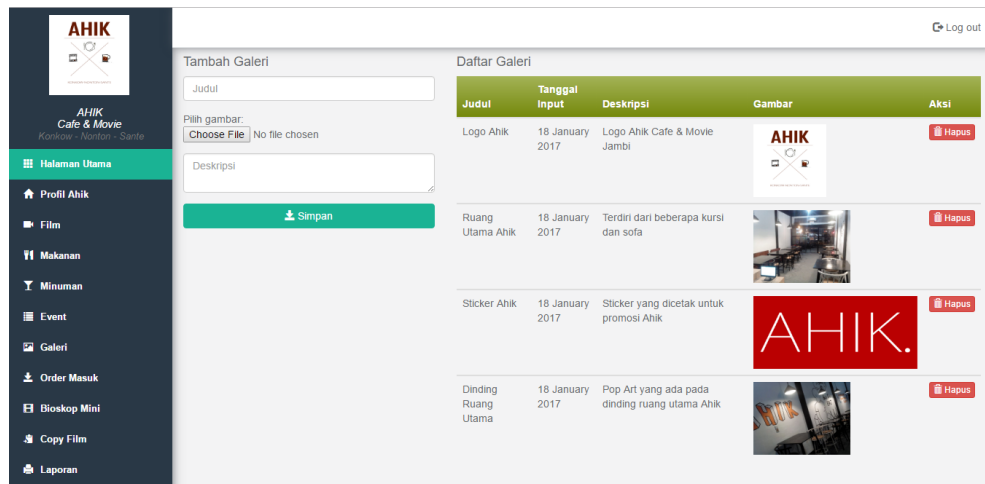 AHIK
AHIK
Cafe & Movie
Konkow - Nonton - Sante
Halaman Utama
Profil Ahik
Film
Makanan
Minuman
Event
Galeri
Order Masuk
Bioskop Mini
Copy Film
Laporan
Log out
Tambah Galeri
Judul
Pilih gambar:
Choose File No file chosen
Deskripsi
Simpan
Daftar Galeri
Judul Tanggal Input Deskripsi Gambar Aksi
Logo Ahik 18 January 2017 Logo Ahik Cafe & Movie Jambi AHIK Hapus
Ruang Utama Ahik 18 January 2017 Terdiri dari beberapa kursi dan sofa Hapus
Sticker Ahik 18 January 2017 Sticker yang dicetak untuk promosi Ahik AHIK. Hapus
Dinding Ruang Utama 18 January 2017 Pop Art yang ada pada dinding ruang utama Ahik Hapus